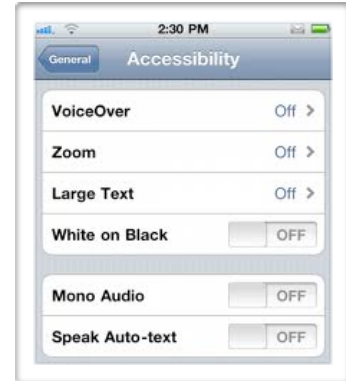 2:30 PM
General Accessibility
VoiceOver Off
Zoom Off
Large Text Off
White on Black OFF
Mono Audio OFF
Speak Auto-text OFF